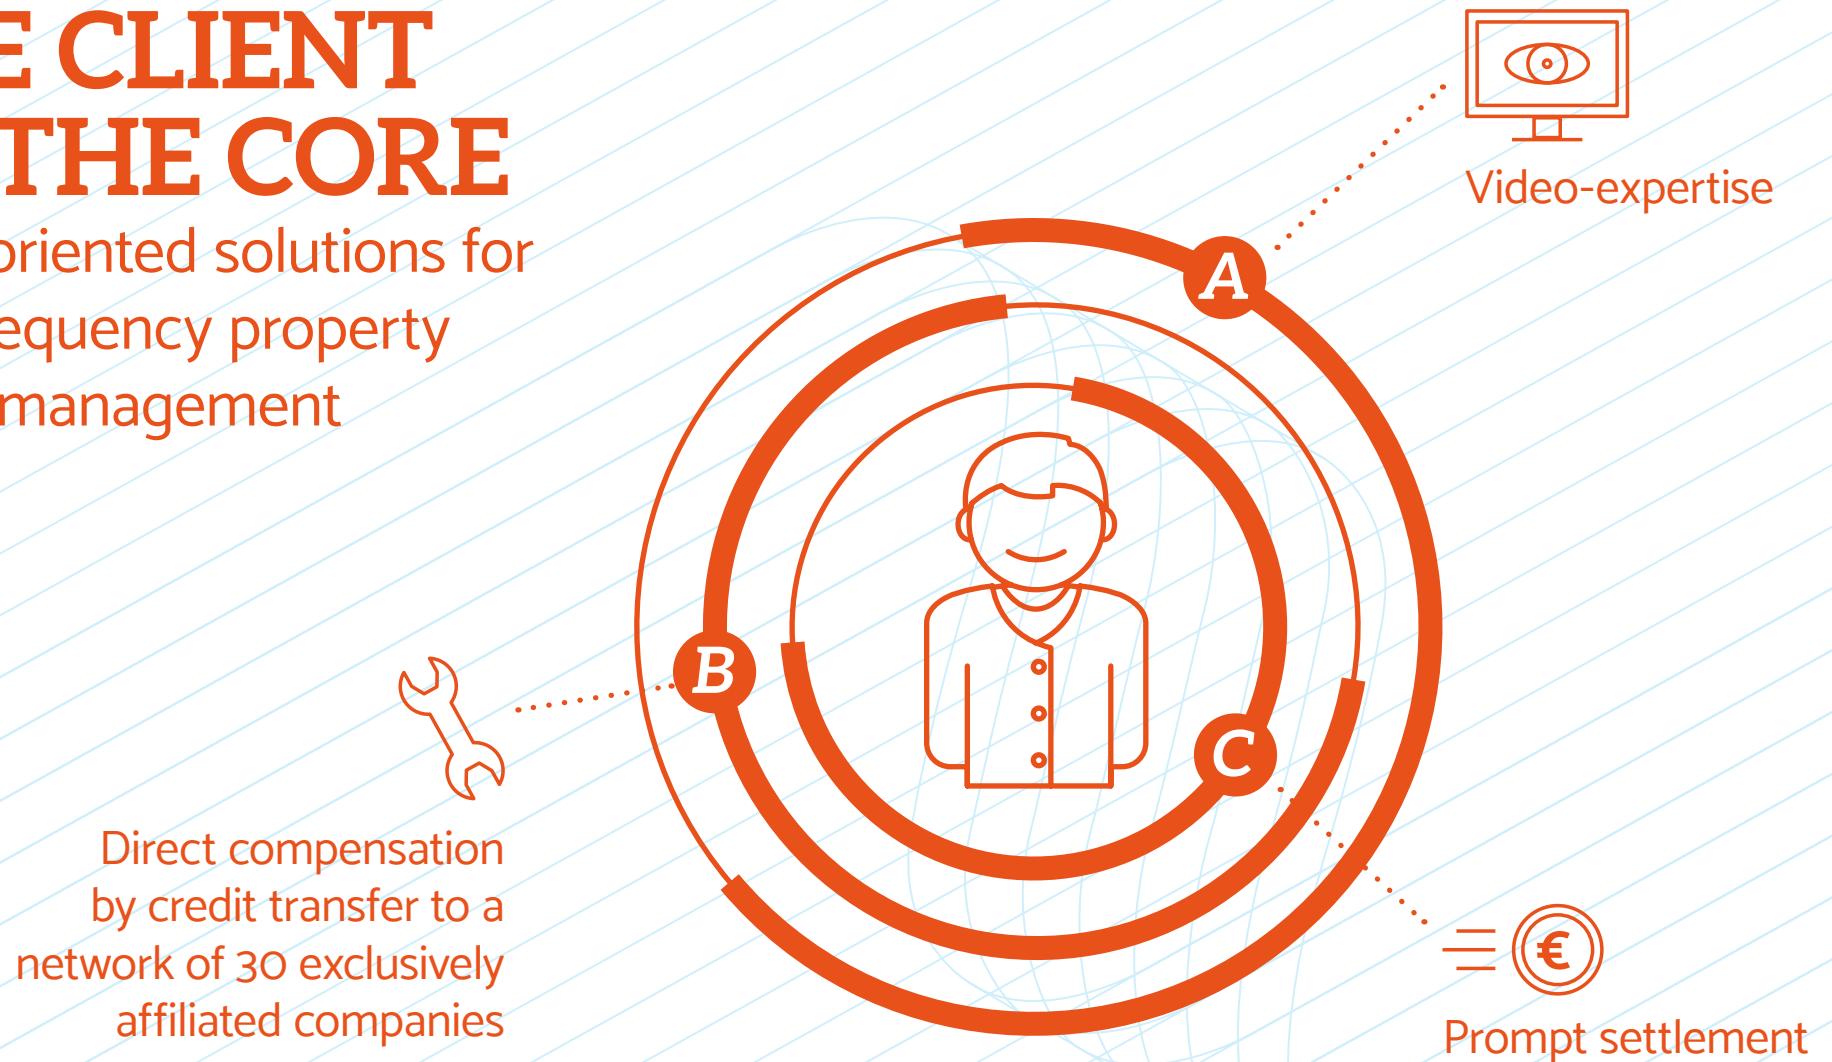 E CLIENT
THE CORE
oriented solutions for
equency property
management
Video-expertise
A
B
C
Direct compensation
by credit transfer to a
network of 30 exclusively
affiliated companies
€
Prompt settlement